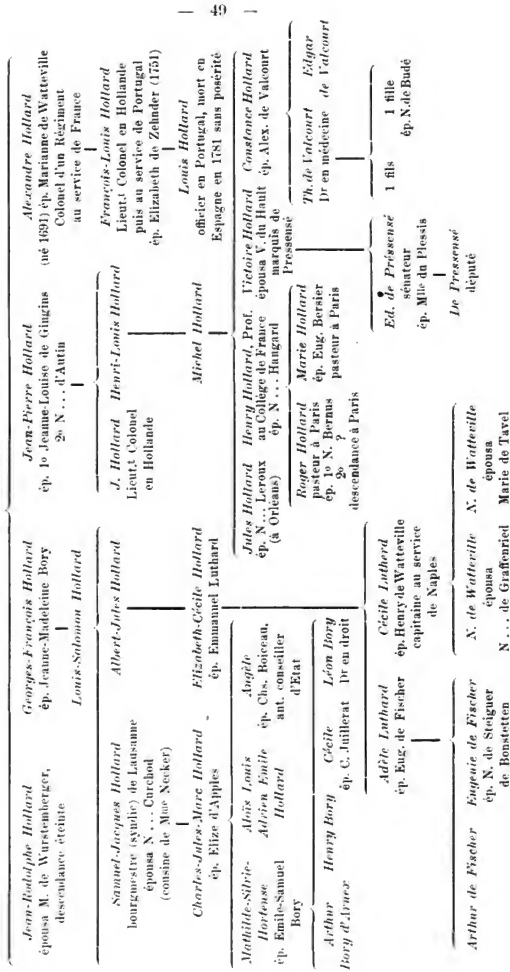 — 49 —
Jean-Rodolphe Hollard
épousa M. de Wurstemberger,
descendance éteinte
Georges-François Hollard
ép. Jeanne-Madeleine Bory
Louis-Salomon Hollard
Jean-Pierre Hollard
ép. 1º Jeanne-Louise de Gingins
2º N... d'Autin
Alexandre Hollard
(né 1691) ép. Marianne de Watteville
Colonel d'un Régiment
au service de France
Samuel-Jacques Hollard
bourgmestre (syndic) de Lausanne
épousa N... Curchod
(cousine de Mme Necker)
Albert-Jules Hollard
J. Hollard
Lieut.t Colonel
en Hollande
Henri-Louis Hollard
François-Louis Hollard
Lieut.t Colonel en Hollande
puis au service de Portugal
ép. Elizabeth de Zehnder (1751)
Charles-Jules-Marc Hollard
ép. Elize d'Apples
Elizabeth-Cécile Hollard
ép. Emmanuel Luthard
Michel Hollard
Louis Hollard
officier en Portugal, mort en
Espagne en 1781 sans posérité
Mathilde-Silvie-
Hortense
ép. Emile-Samuel
Bory
Aloïs Louis
Adrien Emile
Hollard
Angèle
ép. Chs. Boiceau,
ant. conseiller
d'Etat
Jules Hollard
ép. N... Leroux
(à Orléans)
Henry Hollard, Prof.
au Collège de France
ép. N... Hangard
Victoire Hollard
épousa V. du Hault
marquis de
Pressensé
Constance Hollard
ép. Alex. de Valcourt
Arthur
Bory d'Arnex
Henry Bory
Cécile
ép. C. Juillerat
Léon Bory
Dr en droit
Roger Hollard
pasteur à Paris
ép. 1º N. Bernus
2º ?
descendance à Paris
Marie Hollard
ép. Eug. Bersier
pasteur à Paris
Th. de Valcourt
Dr en médecine
Edgar
de Valcourt
Adèle Luthard
ép. Eug. de Fischer
Cécile Lutherd
ép. Henry de Watteville
capitaine au service
de Naples
Ed. de Préssensé
sénateur
ép. Mlle du Plessis
1 fils
1 fille
ép. N. de Budé
De Pressensé
député
Arthur de Fischer
Eugenie de Fischer
ép. N. de Steiguer
de Bonstetten
N. de Watteville
épousa
N... de Graffenried
N. de Watteville
épousa
Marie de Tavel